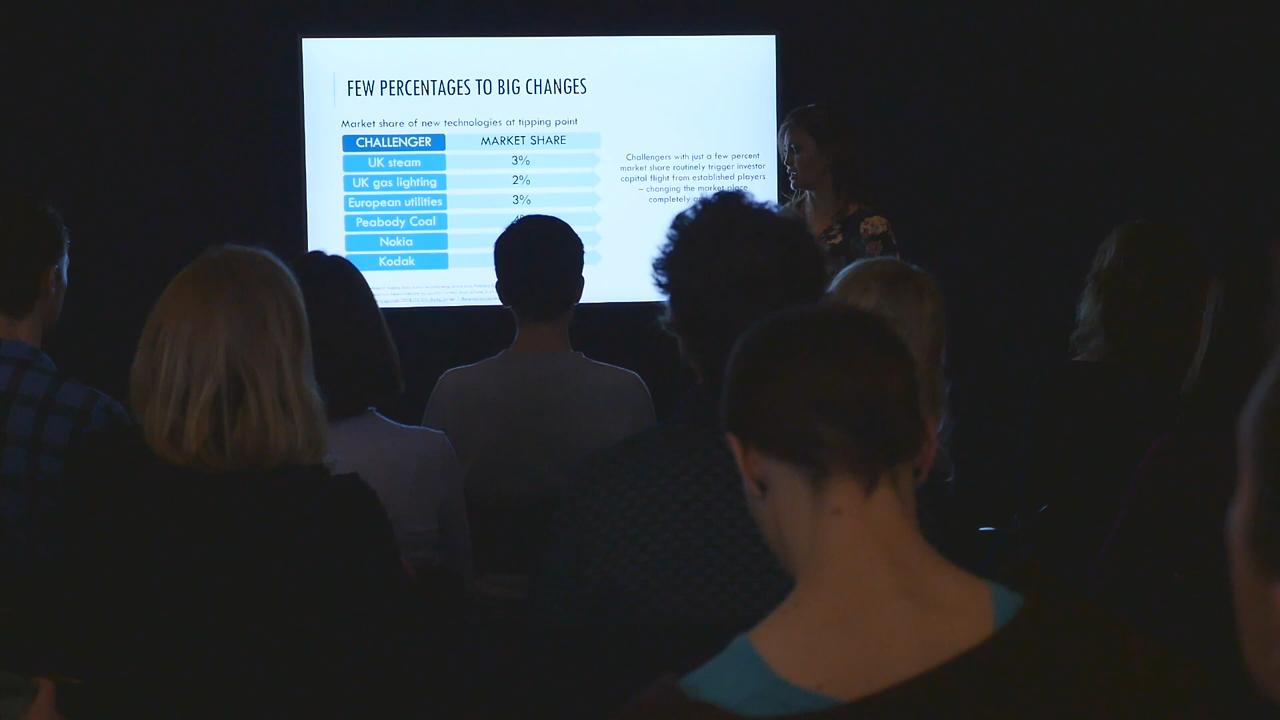 FEW PERCENTAGES TO BIG CHANGES
Market share of new technologies at tipping point
CHALLENGER MARKET SHARE
UK steam 3%
UK gas lighting 2%
European utilities 3%
Peabody Coal
Nokia
Kodak
Challengers with just a few percent
market share routinely trigger investor
capital flight from established players
– changing the market place
completely